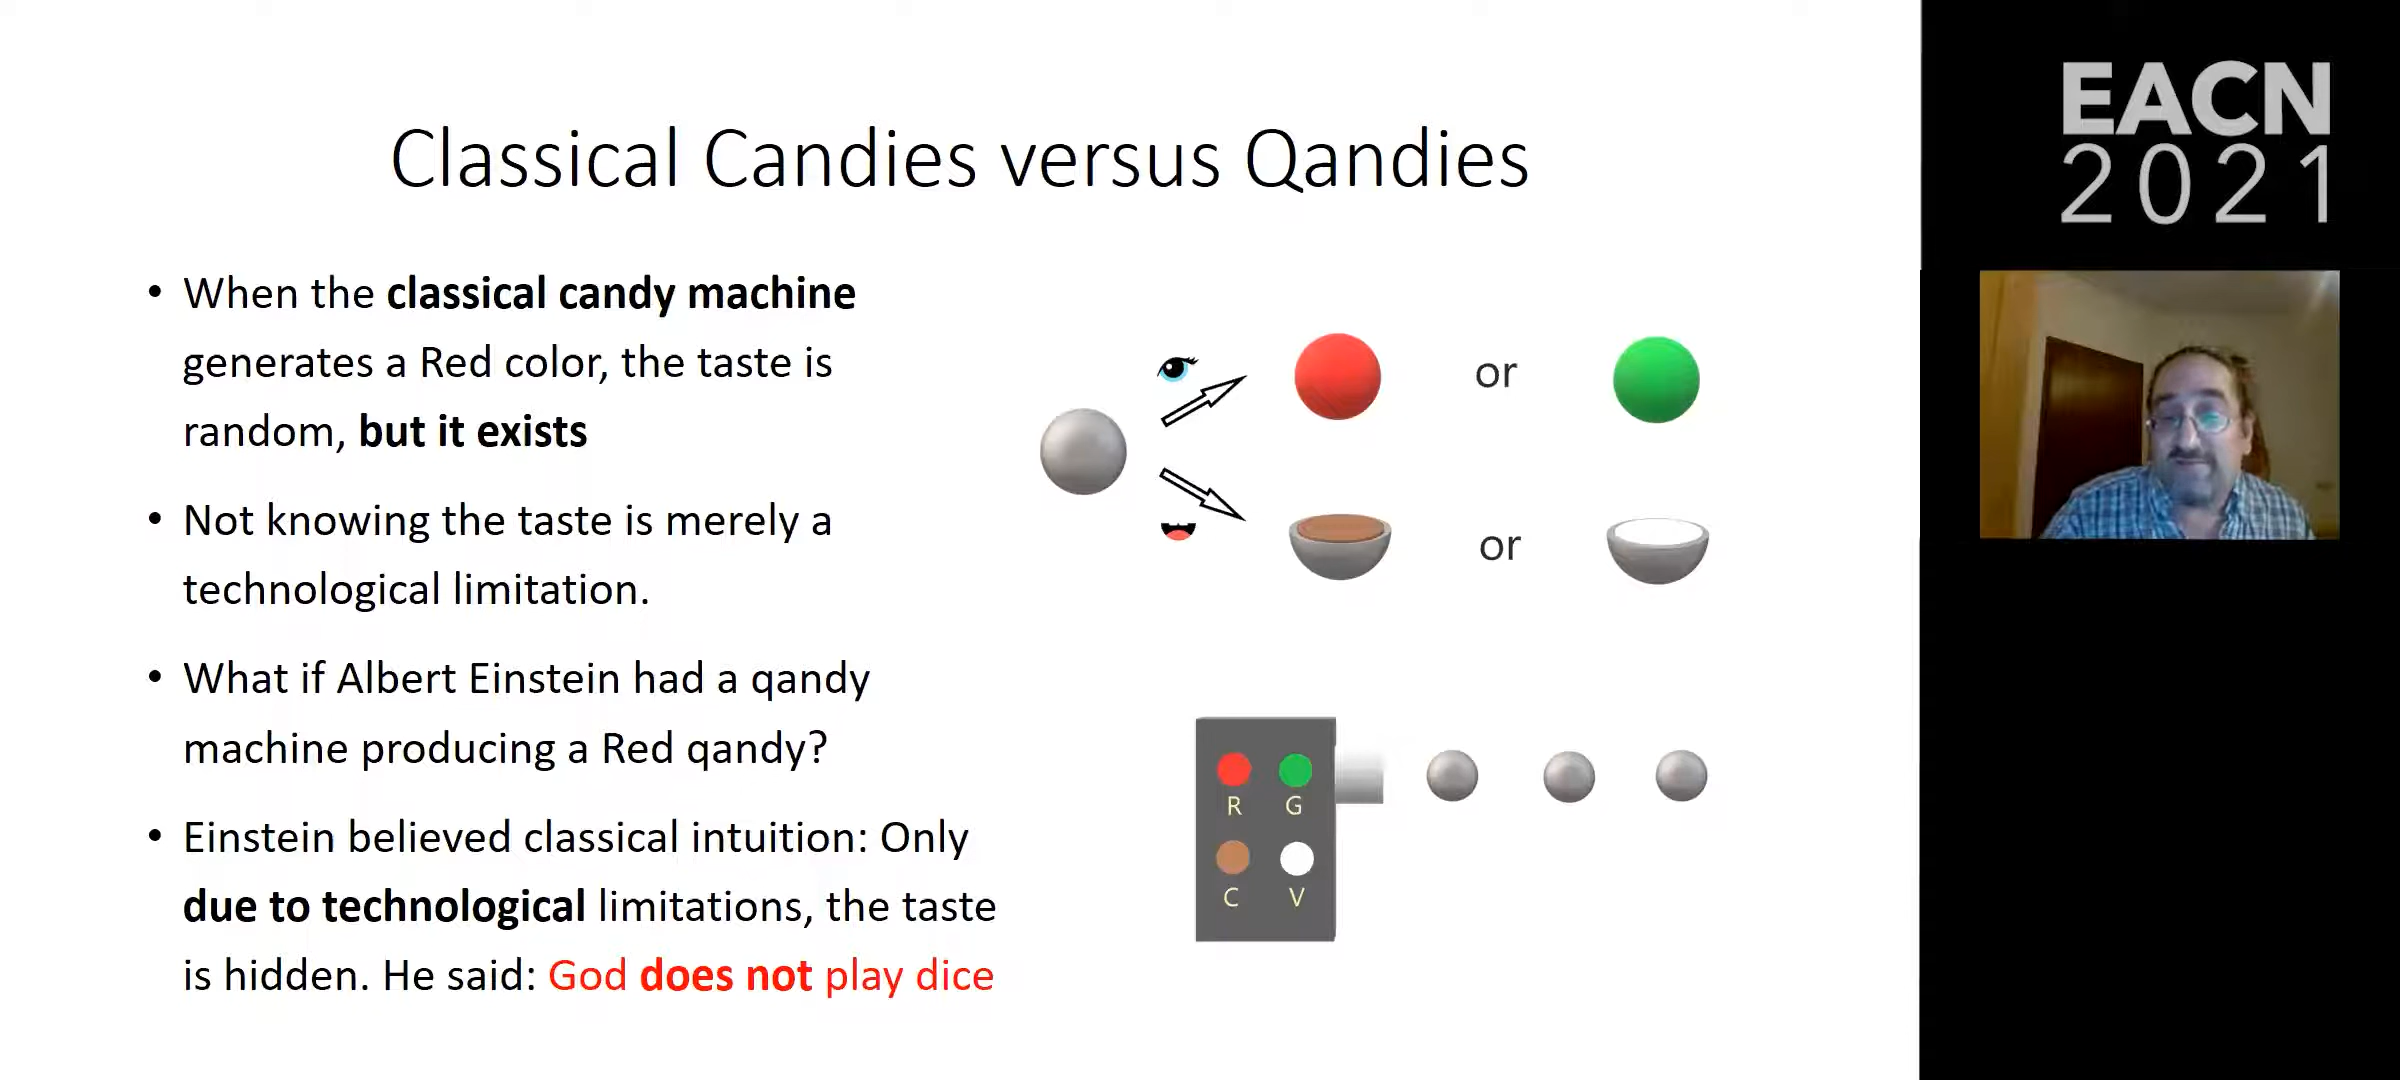 Classical Candies versus Qandies
• When the classical candy machine
generates a Red color, the taste is
random, but it exists
• Not knowing the taste is merely a
technological limitation.
• What if Albert Einstein had a qandy
machine producing a Red qandy?
• Einstein believed classical intuition: Only
due to technological limitations, the taste
is hidden. He said: God does not play dice
or
or
R G
C V
EACN
2021